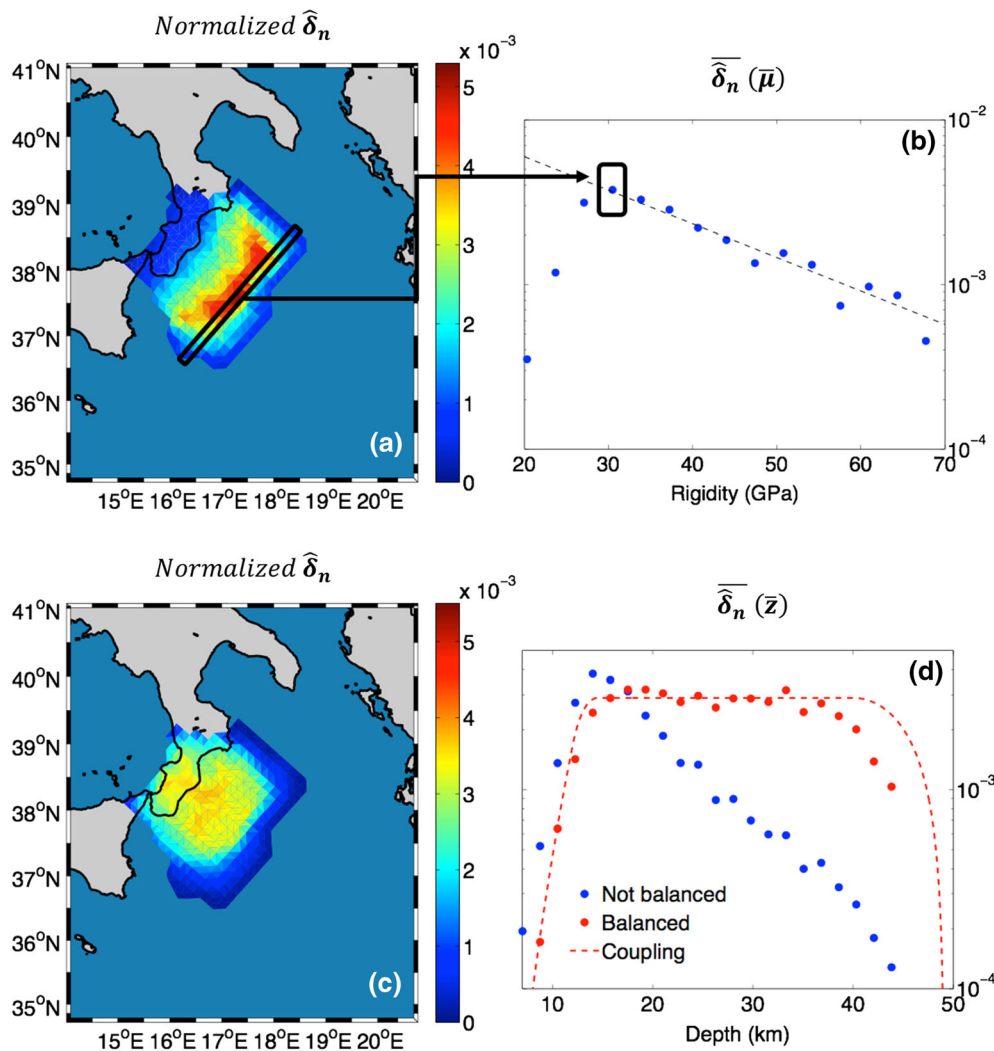 Normalized δ̂ₙ
x 10⁻³
41°N
40°N
39°N
38°N
37°N
36°N
35°N
15°E 16°E 17°E 18°E 19°E 20°E
5
4
3
2
1
0
(a)
δ̂ₙ (μ̄)
(b)
10⁻²
10⁻³
10⁻⁴
20 30 40 50 60 70
Rigidity (GPa)
Normalized δ̂ₙ
x 10⁻³
41°N
40°N
39°N
38°N
37°N
36°N
35°N
15°E 16°E 17°E 18°E 19°E 20°E
5
4
3
2
1
0
(c)
δ̂ₙ (z̄)
(d)
10⁻³
10⁻⁴
Not balanced
Balanced
Coupling
10 20 30 40 50
Depth (km)